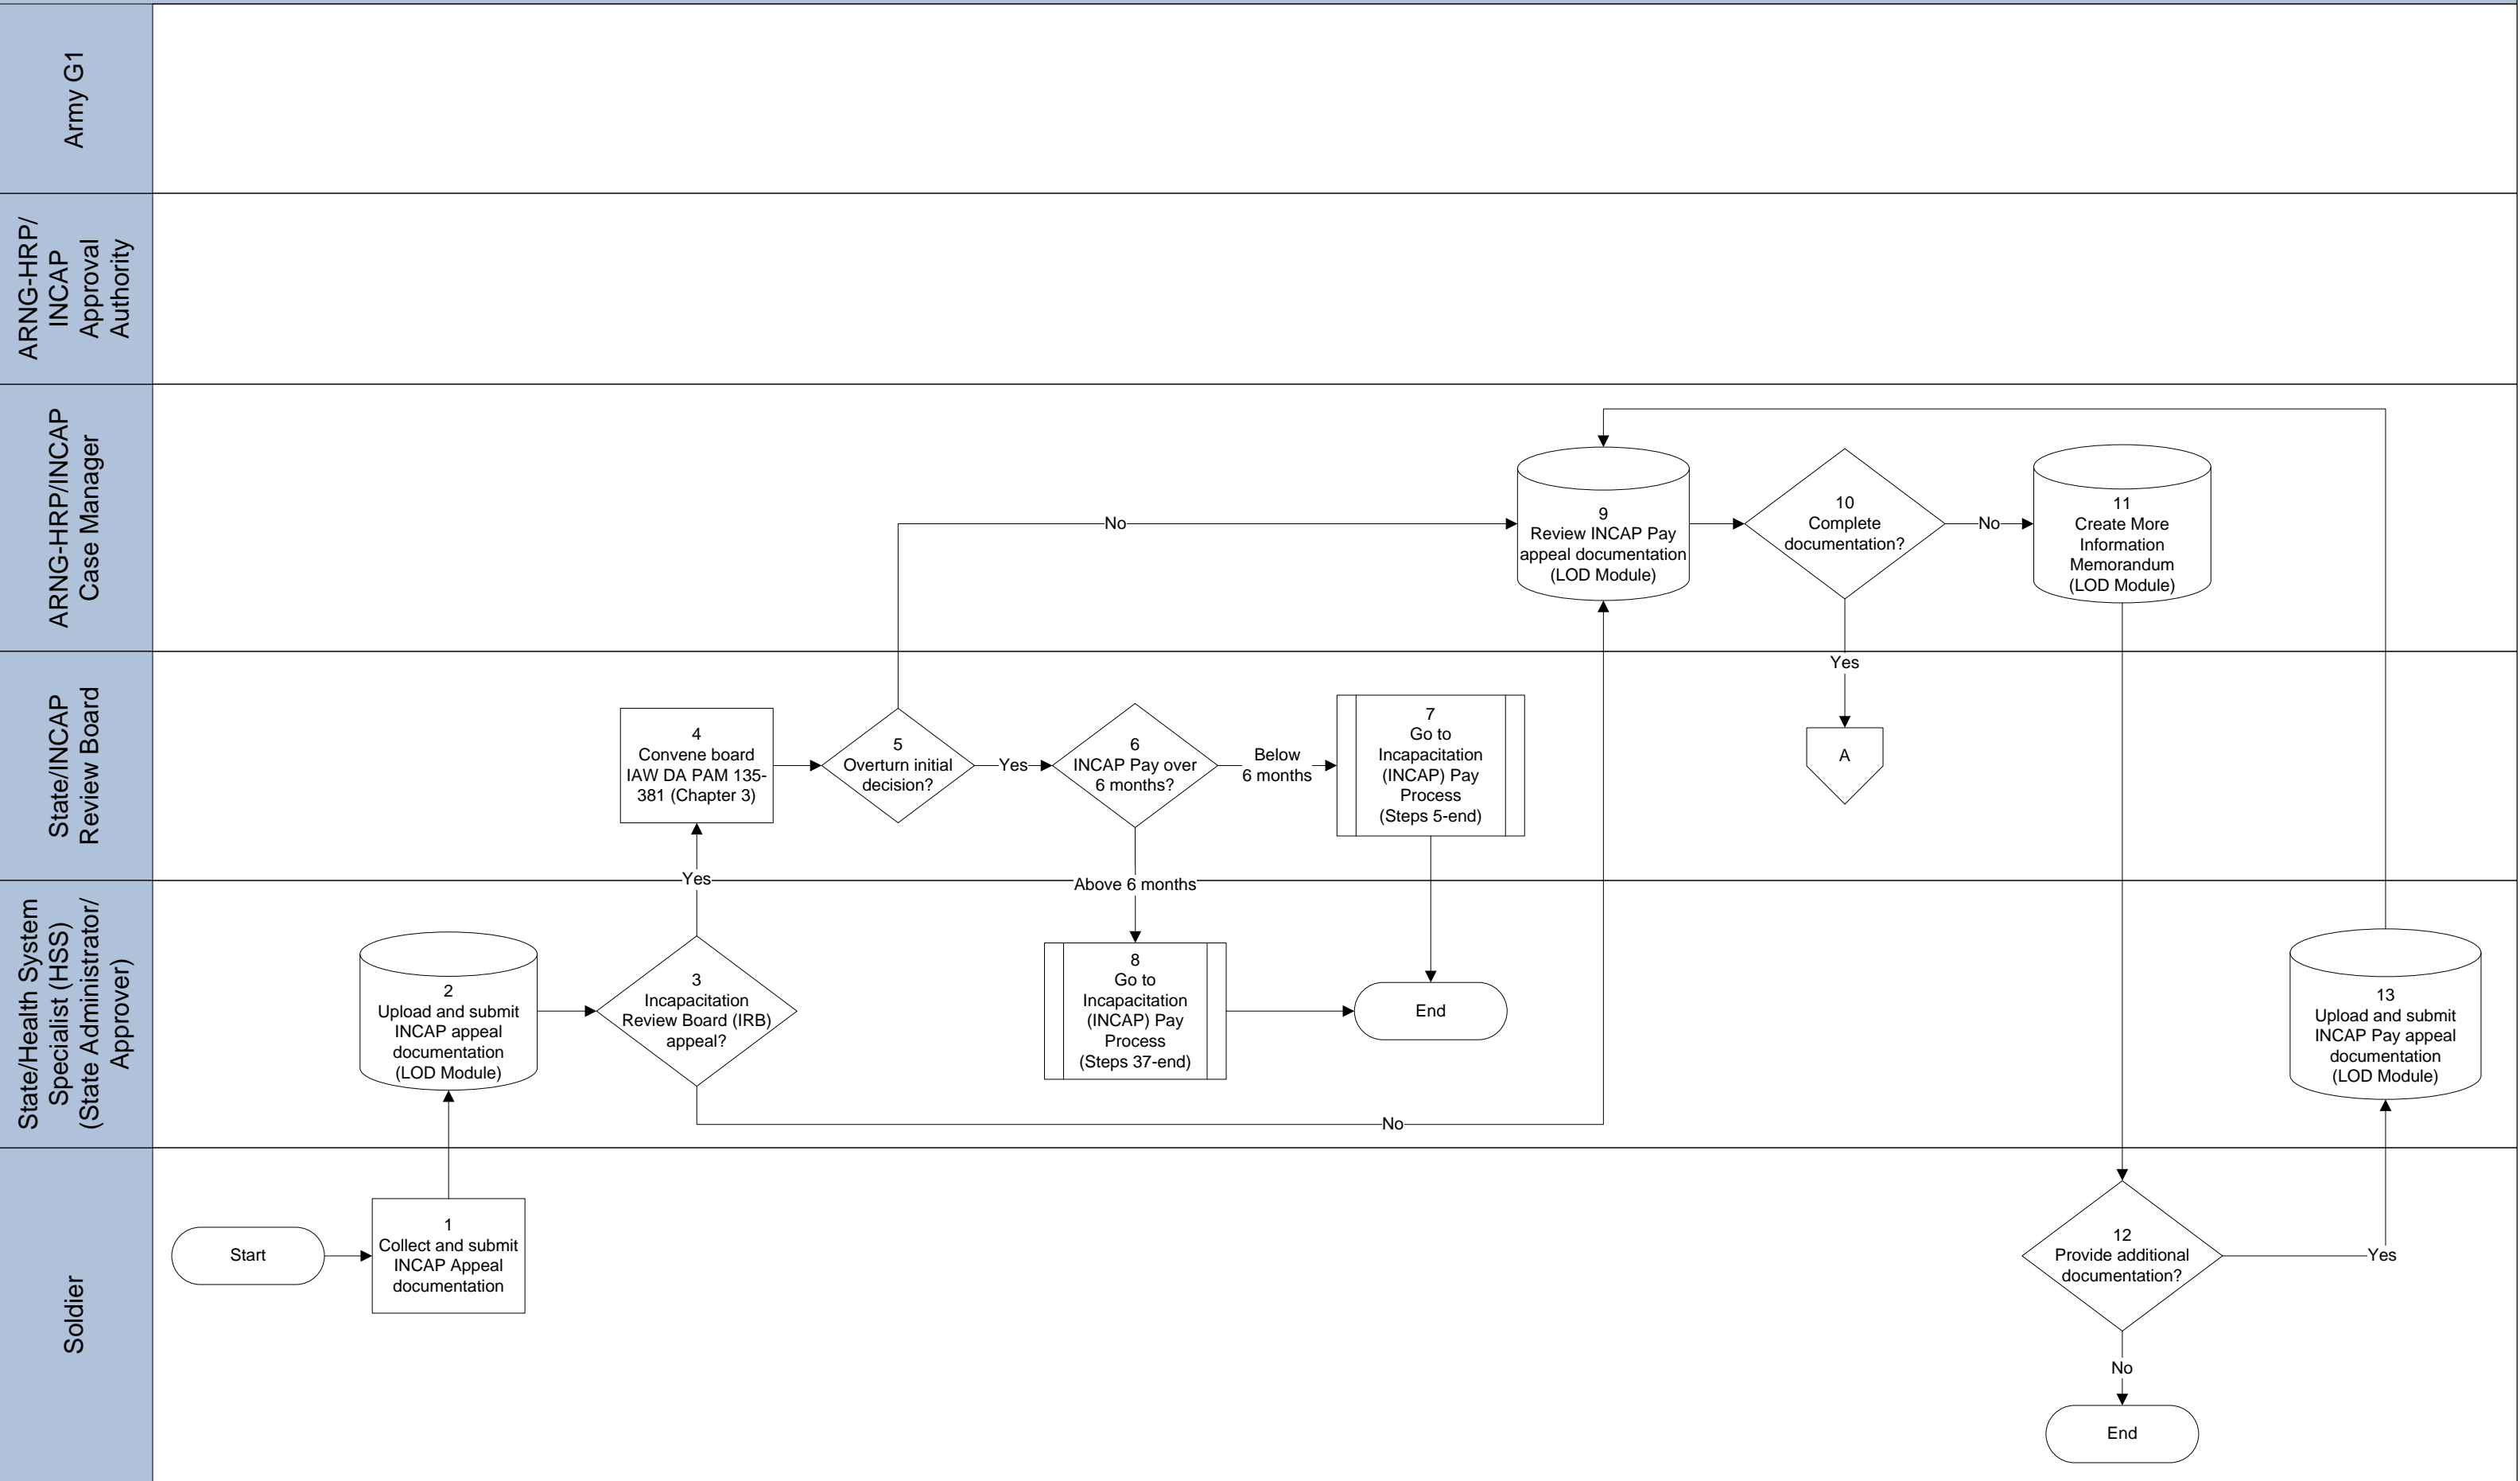 Army G1
ARNG-HRP/
INCAP
Approval
Authority
ARNG-HRP/INCAP
Case Manager
9
Review INCAP Pay
appeal documentation
(LOD Module)
10
Complete
documentation?
No
11
Create More
Information
Memorandum
(LOD Module)
No
Yes
A
State/INCAP
Review Board
4
Convene board
IAW DA PAM 135-
381 (Chapter 3)
5
Overturn initial
decision?
Yes
6
INCAP Pay over
6 months?
Below
6 months
7
Go to
Incapacitation
(INCAP) Pay
Process
(Steps 5-end)
Yes
Above 6 months
State/Health System
Specialist (HSS)
(State Administrator/
Approver)
2
Upload and submit
INCAP appeal
documentation
(LOD Module)
3
Incapacitation
Review Board (IRB)
appeal?
8
Go to
Incapacitation
(INCAP) Pay
Process
(Steps 37-end)
End
13
Upload and submit
INCAP Pay appeal
documentation
(LOD Module)
No
Soldier
Start
1
Collect and submit
INCAP Appeal
documentation
12
Provide additional
documentation?
Yes
No
End